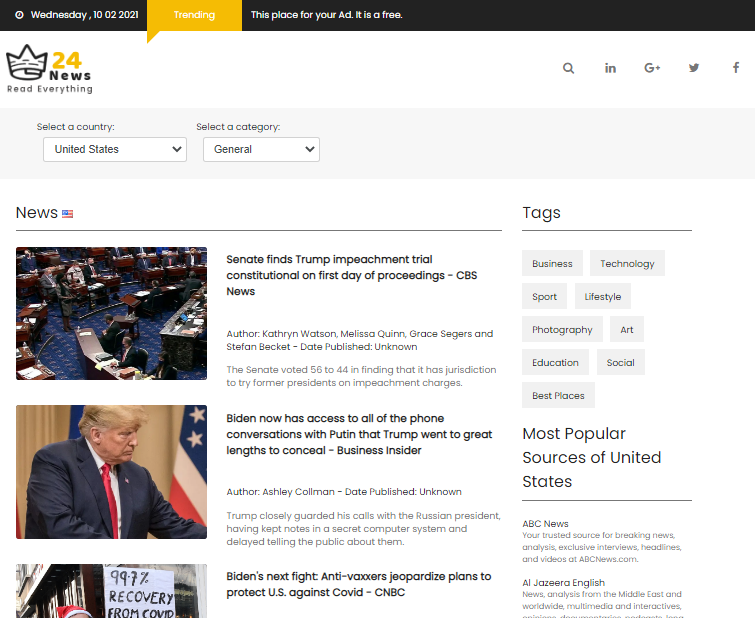 Wednesday , 10 02 2021
Trending
This place for your Ad. It is a free.
24
News
Read Everything
Select a country:
Select a category:
United States
General
News
Senate finds Trump impeachment trial
constitutional on first day of proceedings - CBS
News
Author: Kathryn Watson, Melissa Quinn, Grace Segers and
Stefan Becket - Date Published: Unknown
The Senate voted 56 to 44 in finding that it has jurisdiction
to try former presidents on impeachment charges.
Biden now has access to all of the phone
conversations with Putin that Trump went to great
lengths to conceal - Business Insider
Author: Ashley Collman - Date Published: Unknown
Trump closely guarded his calls with the Russian president,
having kept notes in a secret computer system and
delayed telling the public about them.
99.7%
RECOVERY
FROM COVID
Biden's next fight: Anti-vaxxers jeopardize plans to
protect U.S. against Covid - CNBC
Tags
Business
Technology
Sport
Lifestyle
Photography
Art
Education
Social
Best Places
Most Popular
Sources of United
States
ABC News
Your trusted source for breaking news,
analysis, exclusive interviews, headlines,
and videos at ABCNews.com.
Al Jazeera English
News, analysis from the Middle East and
worldwide, multimedia and interactives,
opinions, documentaries, podcasts, long